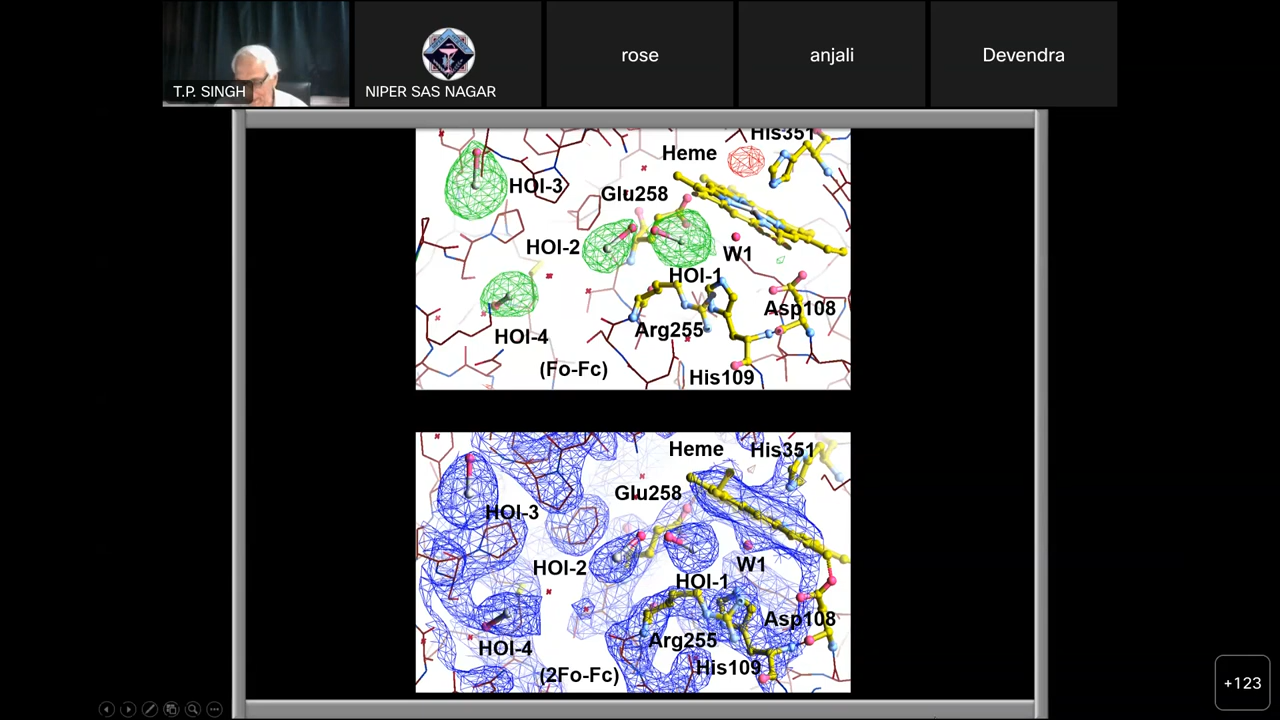 T.P. SINGH
NIPER SAS NAGAR
rose
anjali
Devendra
His351
Heme
HOI-3
Glu258
HOI-2
W1
HOI-1
Asp108
Arg255
HOI-4
(Fo-Fc)
His109
Heme
His351
Glu258
HOI-3
HOI-2
W1
HOI-1
Asp108
Arg255
HOI-4
His109
(2Fo-Fc)
+123